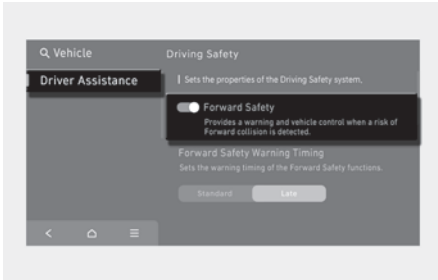 Vehicle
Driver Assistance
Driving Safety
Sets the properties of the Driving Safety system.
Forward Safety
Provides a warning and vehicle control when a risk of
Forward collision is detected.
Forward Safety Warning Timing
Sets the warning timing of the Forward Safety functions.
Standard
Late